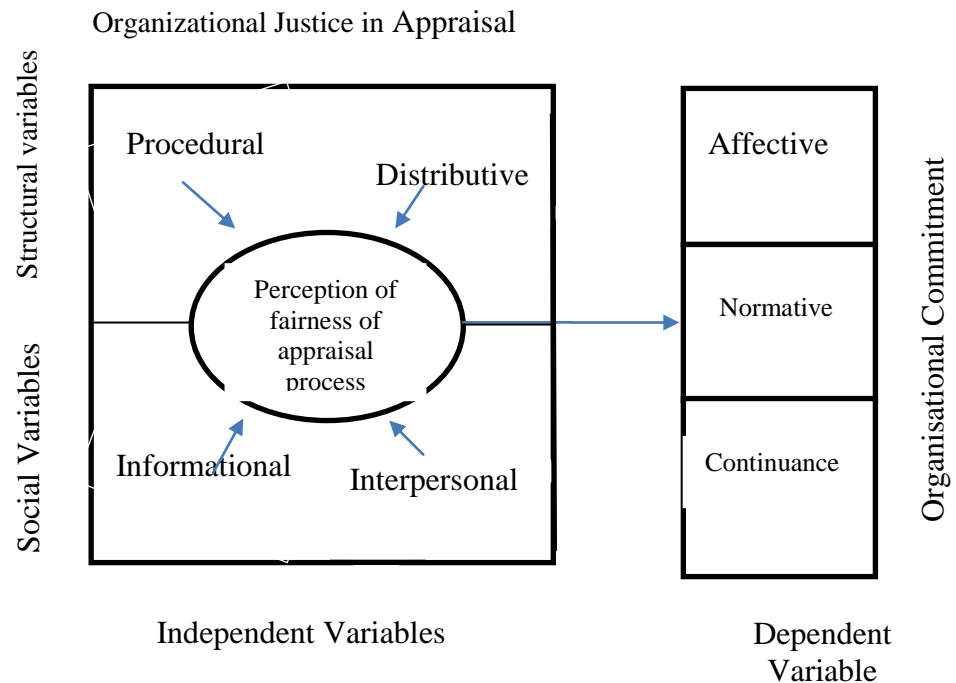 Organizational Justice in Appraisal
Structural variables
Social Variables
Procedural
Distributive
Perception of
fairness of
appraisal
process
Informational
Interpersonal
Affective
Normative
Continuance
Organisational Commitment
Independent Variables
Dependent
Variable